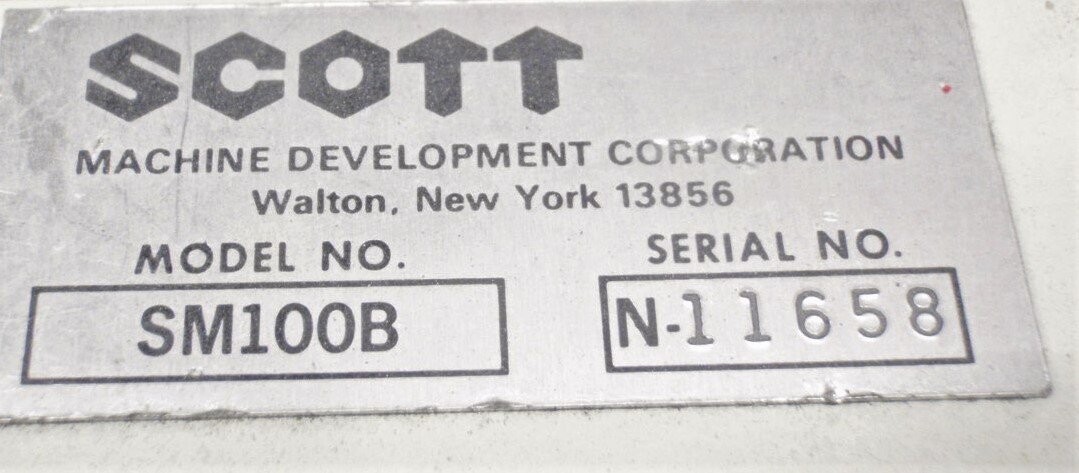 SCOTT
MACHINE DEVELOPMENT CORPORATION
Walton, New York 13856
MODEL NO. SERIAL NO.
SM100B N-11658